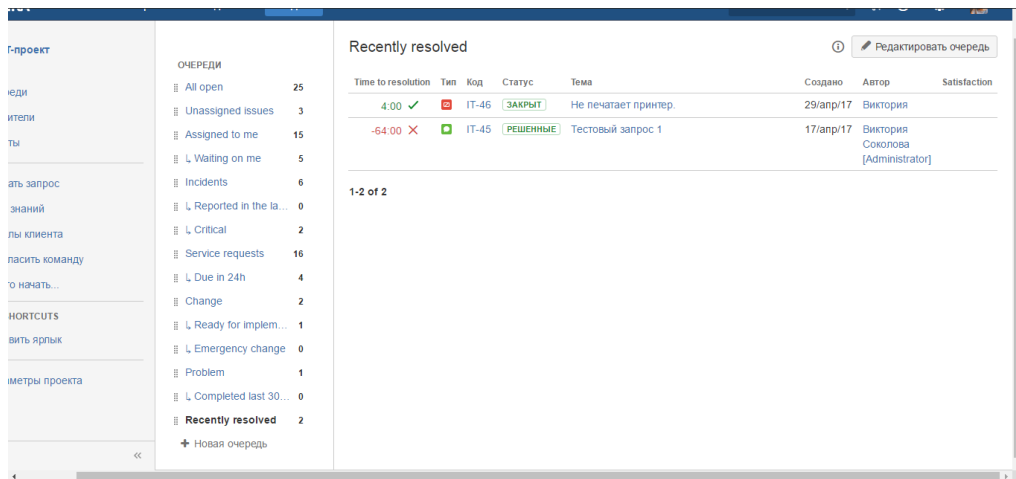 Т-проект
ать запрос
знаний
лы клиента
ласить команду
о начать...
SHORTCUTS
вить ярлык
метры проекта
«
ОЧЕРЕДИ
All open 25
Unassigned issues 3
Assigned to me 15
Waiting on me 5
Incidents 6
Reported in the la... 0
Critical 2
Service requests 16
Due in 24h 4
Change 2
Ready for implem... 1
Emergency change 0
Problem 1
Completed last 30... 0
Recently resolved 2
+ Новая очередь
Recently resolved
Редактировать очередь
Time to resolution Тип Код Статус Тема Создано Автор Satisfaction
4:00 IT-46 ЗАКРЫТ Не печатает принтер. 29/апр/17 Виктория
-64:00 IT-45 РЕШЕННЫЕ Тестовый запрос 1 17/апр/17 Виктория
Соколова
[Administrator]
1-2 of 2